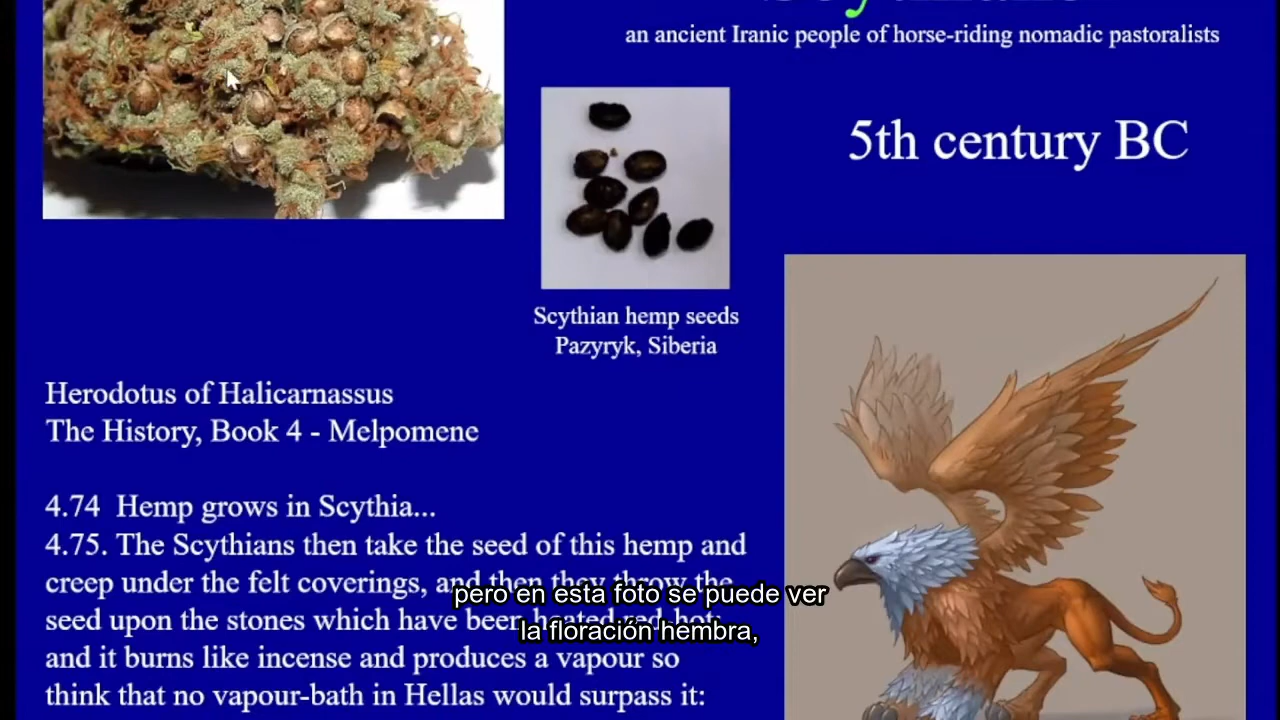 an ancient Iranic people of horse-riding nomadic pastoralists
5th century BC
Scythian hemp seeds
Pazyryk, Siberia
Herodotus of Halicarnassus
The History, Book 4 - Melpomene
4.74 Hemp grows in Scythia...
4.75. The Scythians then take the seed of this hemp and
creep under the felt coverings, and then they throw the
seed upon the stones which have been heated red-hot:
and it burns like incense and produces a vapour so
think that no vapour-bath in Hellas would surpass it:
pero en esta foto se puede ver
la floración hembra,